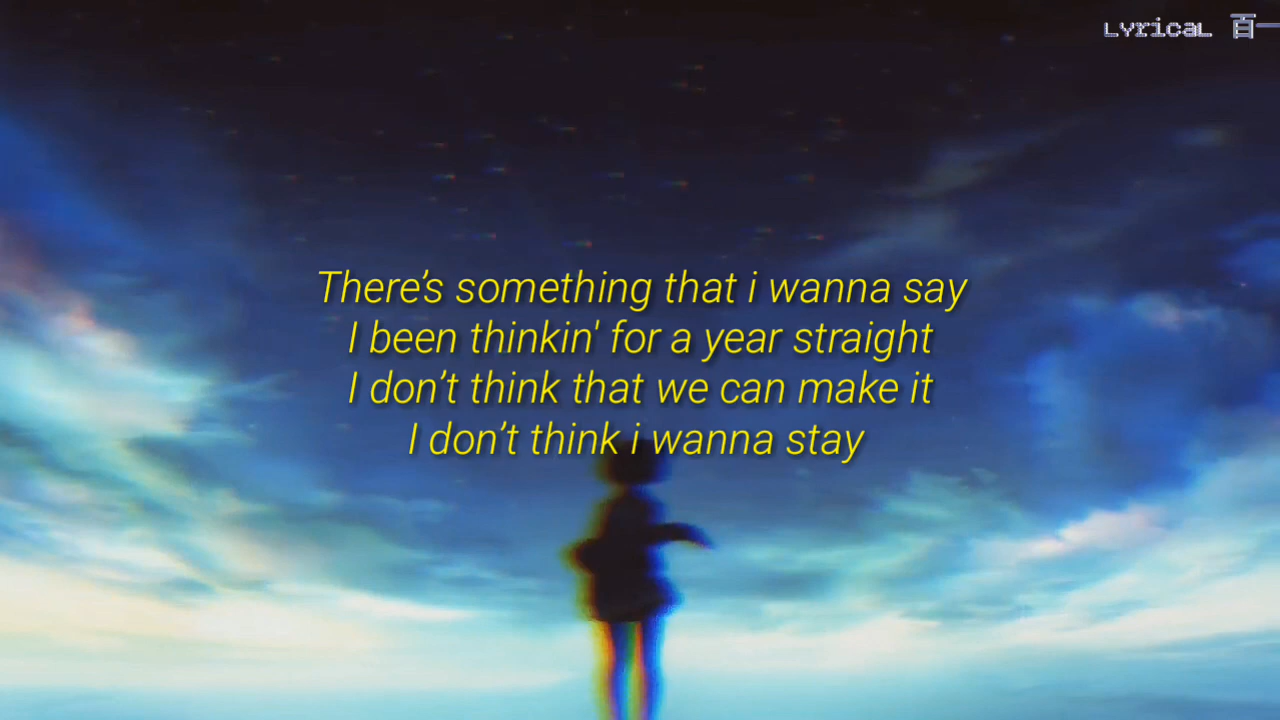 Lyrical 百一
There’s something that i wanna say
I been thinkin' for a year straight
I don’t think that we can make it
I don’t think i wanna stay